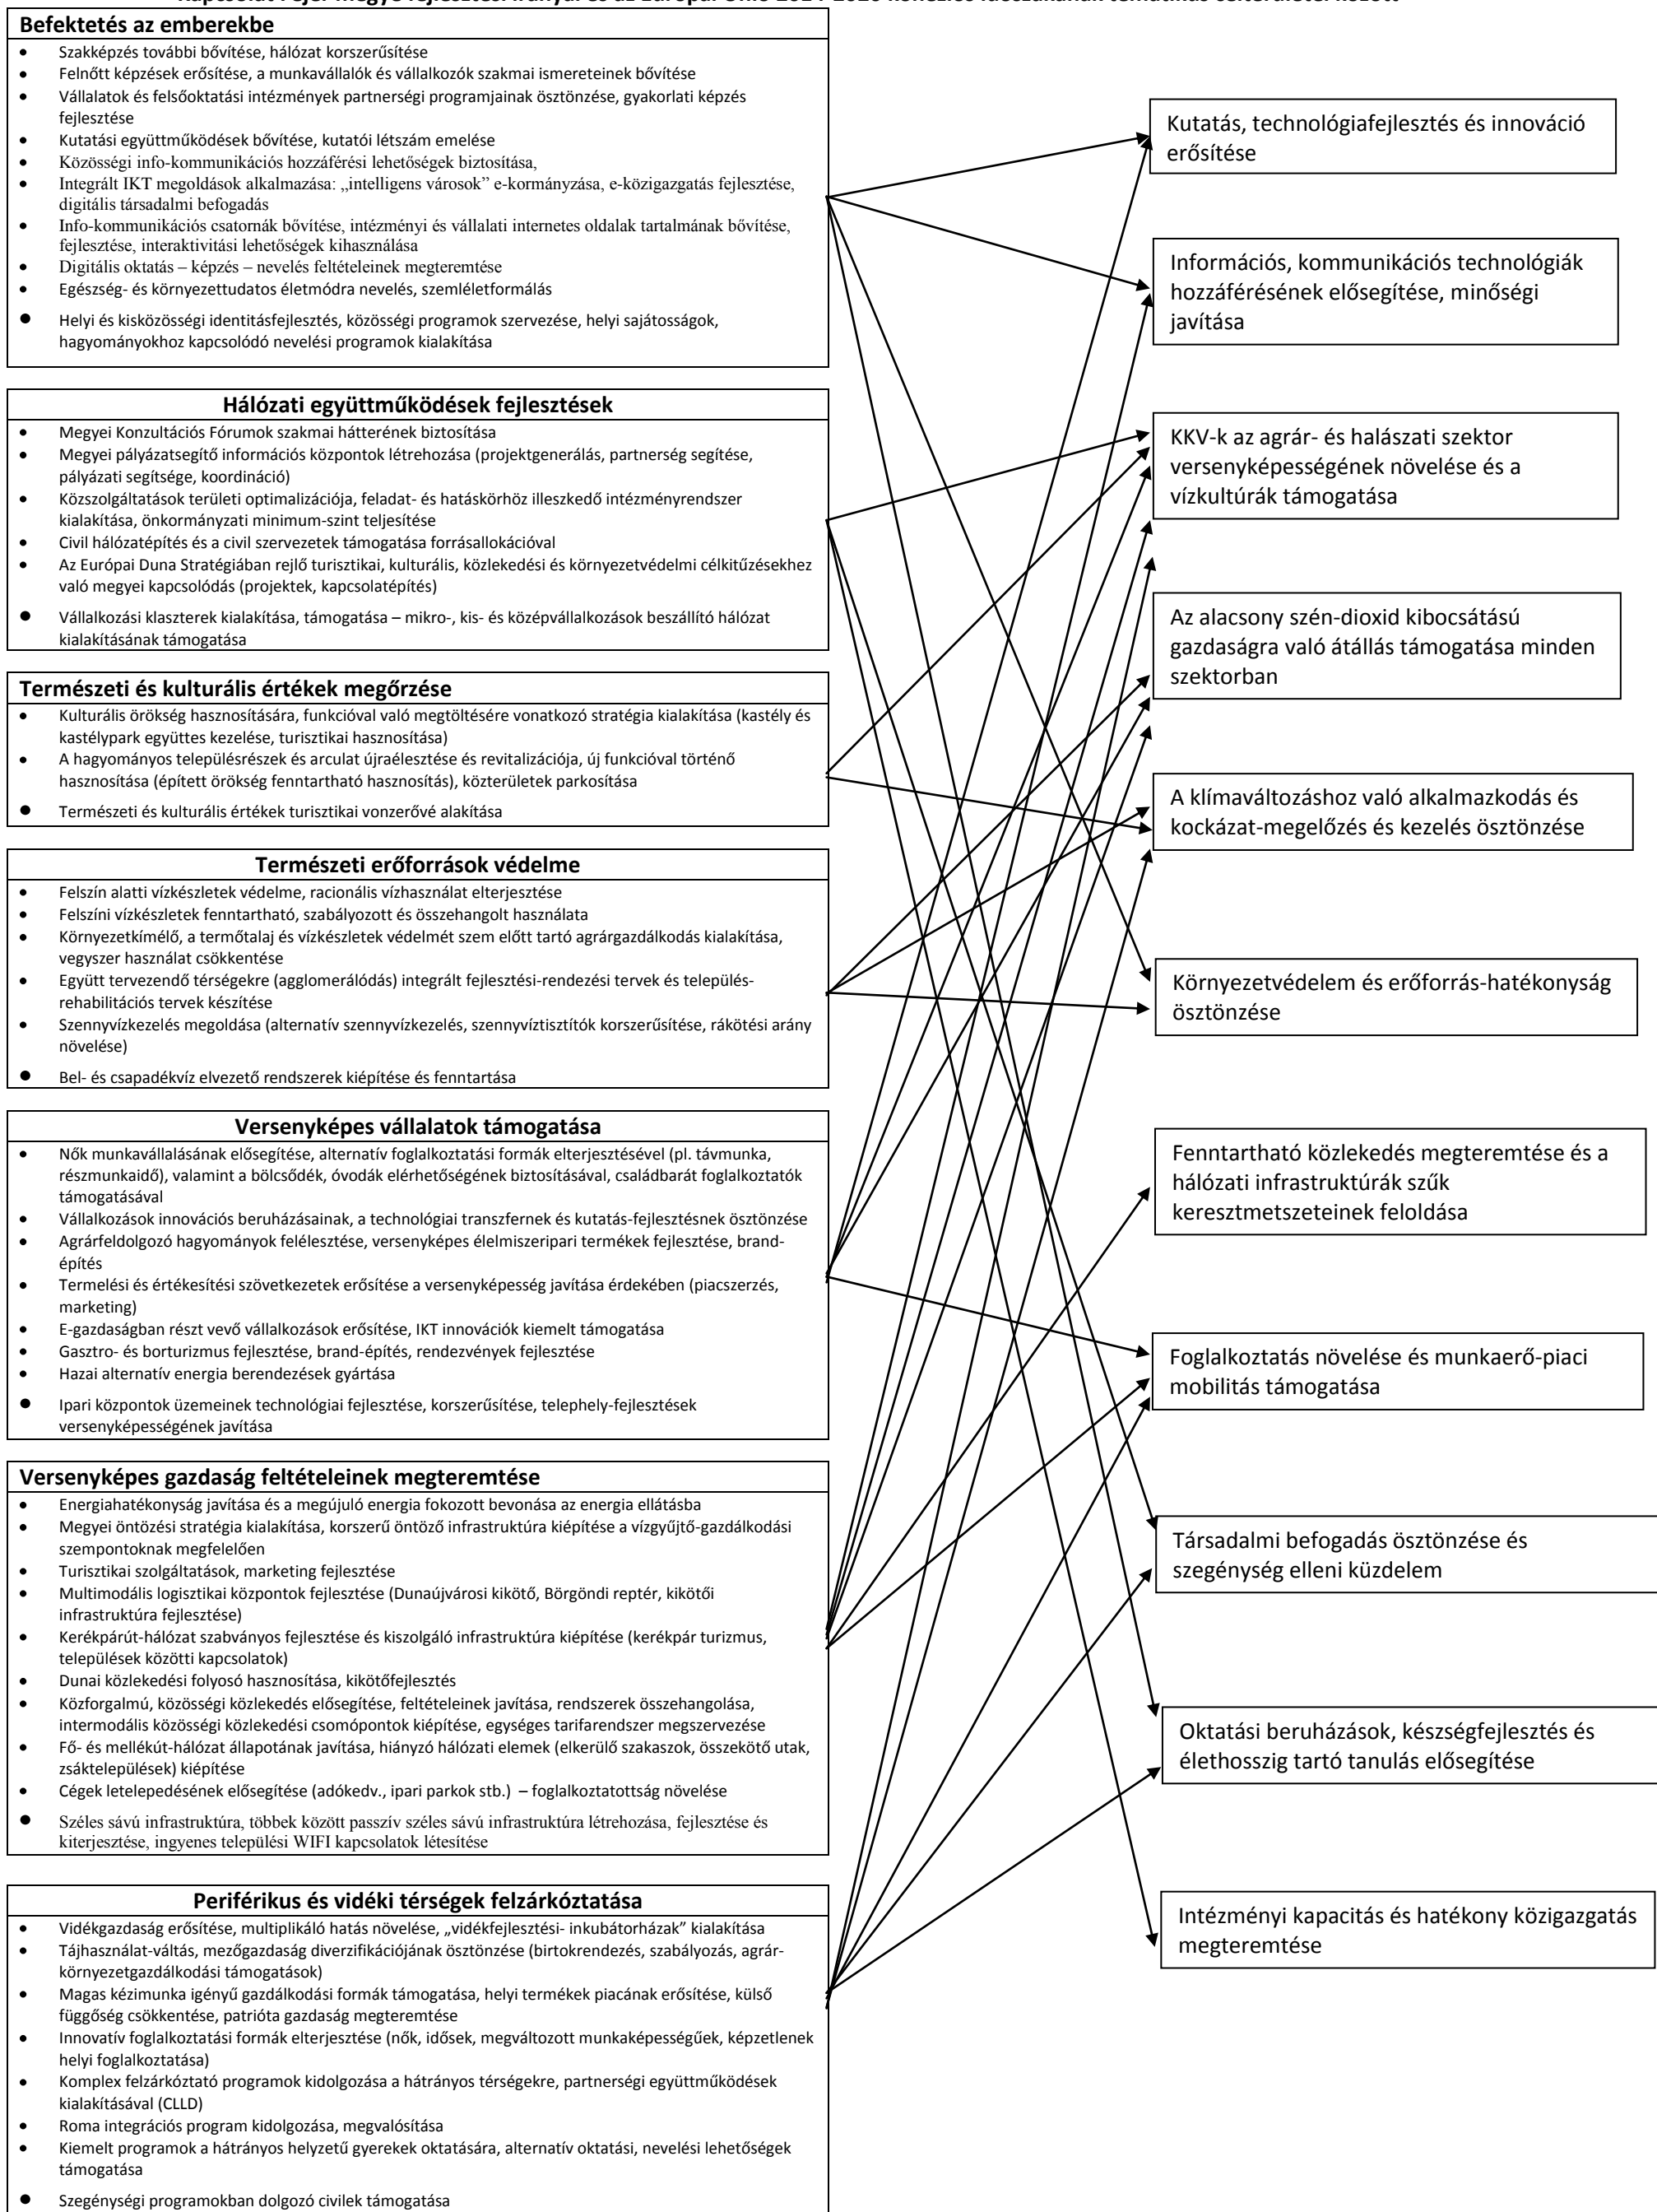 Kapcsolat Fejér megye fejlesztési irányai és az Európai Unió 2014-2020 kohéziós időszakának tematikus célterületei között
Befektetés az emberekbe
• Szakképzés további bővítése, hálózat korszerűsítése
• Felnőtt képzések erősítése, a munkavállalók és vállalkozók szakmai ismereteinek bővítése
• Vállalatok és felsőoktatási intézmények partnerségi programjainak ösztönzése, gyakorlati képzés
fejlesztése
• Kutatási együttműködések bővítése, kutatói létszám emelése
• Közösségi info-kommunikációs hozzáférési lehetőségek biztosítása,
• Integrált IKT megoldások alkalmazása: „intelligens városok” e-kormányzása, e-közigazgatás fejlesztése,
digitális társadalmi befogadás
• Info-kommunikációs csatornák bővítése, intézményi és vállalati internetes oldalak tartalmának bővítése,
fejlesztése, interaktivitási lehetőségek kihasználása
• Digitális oktatás – képzés – nevelés feltételeinek megteremtése
• Egészség- és környezettudatos életmódra nevelés, szemléletformálás
• Helyi és kisközösségi identitásfejlesztés, közösségi programok szervezése, helyi sajátosságok,
hagyományokhoz kapcsolódó nevelési programok kialakítása
Hálózati együttműködések fejlesztések
• Megyei Konzultációs Fórumok szakmai hátterének biztosítása
• Megyei pályázatsegítő információs központok létrehozása (projektgenerálás, partnerség segítése,
pályázati segítsége, koordináció)
• Közszolgáltatások területi optimalizációja, feladat- és hatáskörhöz illeszkedő intézményrendszer
kialakítása, önkormányzati minimum-szint teljesítése
• Civil hálózatépítés és a civil szervezetek támogatása forrásallokációval
• Az Európai Duna Stratégiában rejlő turisztikai, kulturális, közlekedési és környezetvédelmi célkitűzésekhez
való megyei kapcsolódás (projektek, kapcsolatépítés)
• Vállalkozási klaszterek kialakítása, támogatása – mikro-, kis- és középvállalkozások beszállító hálózat
kialakításának támogatása
Természeti és kulturális értékek megőrzése
• Kulturális örökség hasznosítására, funkcióval való megtöltésére vonatkozó stratégia kialakítása (kastély és
kastélypark együttes kezelése, turisztikai hasznosítása)
• A hagyományos településrészek és arculat újraélesztése és revitalizációja, új funkcióval történő
hasznosítása (épített örökség fenntartható hasznosítás), közterületek parkosítása
• Természeti és kulturális értékek turisztikai vonzerővé alakítása
Természeti erőforrások védelme
• Felszín alatti vízkészletek védelme, racionális vízhasználat elterjesztése
• Felszíni vízkészletek fenntartható, szabályozott és összehangolt használata
• Környezetkímélő, a termőtalaj és vízkészletek védelmét szem előtt tartó agrárgazdálkodás kialakítása,
vegyszer használat csökkentése
• Együtt tervezendő térségekre (agglomerálódás) integrált fejlesztési-rendezési tervek és település-
rehabilitációs tervek készítése
• Szennyvízkezelés megoldása (alternatív szennyvízkezelés, szennyvíztisztítók korszerűsítése, rákötési arány
növelése)
• Bel- és csapadékvíz elvezető rendszerek kiépítése és fenntartása
Versenyképes vállalatok támogatása
• Nők munkavállalásának elősegítése, alternatív foglalkoztatási formák elterjesztésével (pl. távmunka,
részmunkaidő), valamint a bölcsődék, óvodák elérhetőségének biztosításával, családbarát foglalkoztatók
támogatásával
• Vállalkozások innovációs beruházásainak, a technológiai transzfernek és kutatás-fejlesztésnek ösztönzése
• Agrárfeldolgozó hagyományok felélesztése, versenyképes élelmiszeripari termékek fejlesztése, brand-
építés
• Termelési és értékesítési szövetkezetek erősítése a versenyképesség javítása érdekében (piacszerzés,
marketing)
• E-gazdaságban részt vevő vállalkozások erősítése, IKT innovációk kiemelt támogatása
• Gasztro- és borturizmus fejlesztése, brand-építés, rendezvények fejlesztése
• Hazai alternatív energia berendezések gyártása
• Ipari központok üzemeinek technológiai fejlesztése, korszerűsítése, telephely-fejlesztések
versenyképességének javítása
Versenyképes gazdaság feltételeinek megteremtése
• Energiahatékonyság javítása és a megújuló energia fokozott bevonása az energia ellátásba
• Megyei öntözési stratégia kialakítása, korszerű öntöző infrastruktúra kiépítése a vízgyűjtő-gazdálkodási
szempontoknak megfelelően
• Turisztikai szolgáltatások, marketing fejlesztése
• Multimodális logisztikai központok fejlesztése (Dunaújvárosi kikötő, Börgöndi reptér, kikötői
infrastruktúra fejlesztése)
• Kerékpárút-hálózat szabványos fejlesztése és kiszolgáló infrastruktúra kiépítése (kerékpár turizmus,
települések közötti kapcsolatok)
• Dunai közlekedési folyosó hasznosítása, kikötőfejlesztés
• Közforgalmú, közösségi közlekedés elősegítése, feltételeinek javítása, rendszerek összehangolása,
intermodális közösségi közlekedési csomópontok kiépítése, egységes tarifarendszer megszervezése
• Fő- és mellékút-hálózat állapotának javítása, hiányzó hálózati elemek (elkerülő szakaszok, összekötő utak,
zsáktelepülések) kiépítése
• Cégek letelepedésének elősegítése (adókedv., ipari parkok stb.) – foglalkoztatottság növelése
• Széles sávú infrastruktúra, többek között passzív széles sávú infrastruktúra létrehozása, fejlesztése és
kiterjesztése, ingyenes települési WIFI kapcsolatok létesítése
Periférikus és vidéki térségek felzárkóztatása
• Vidékgazdaság erősítése, multiplikáló hatás növelése, „vidékfejlesztési- inkubátorházak” kialakítása
• Tájhasználat-váltás, mezőgazdaság diverzifikációjának ösztönzése (birtokrendezés, szabályozás, agrár-
környezetgazdálkodási támogatások)
• Magas kézimunka igényű gazdálkodási formák támogatása, helyi termékek piacának erősítése, külső
függőség csökkentése, patrióta gazdaság megteremtése
• Innovatív foglalkoztatási formák elterjesztése (nők, idősek, megváltozott munkaképességűek, képzetlenek
helyi foglalkoztatása)
• Komplex felzárkóztató programok kidolgozása a hátrányos térségekre, partnerségi együttműködések
kialakításával (CLLD)
• Roma integrációs program kidolgozása, megvalósítása
• Kiemelt programok a hátrányos helyzetű gyerekek oktatására, alternatív oktatási, nevelési lehetőségek
támogatása
• Szegénységi programokban dolgozó civilek támogatása
Kutatás, technológiafejlesztés és innováció
erősítése
Információs, kommunikációs technológiák
hozzáférésének elősegítése, minőségi
javítása
KKV-k az agrár- és halászati szektor
versenyképességének növelése és a
vízkultúrák támogatása
Az alacsony szén-dioxid kibocsátású
gazdaságra való átállás támogatása minden
szektorban
A klímaváltozáshoz való alkalmazkodás és
kockázat-megelőzés és kezelés ösztönzése
Környezetvédelem és erőforrás-hatékonyság
ösztönzése
Fenntartható közlekedés megteremtése és a
hálózati infrastruktúrák szűk
keresztmetszeteinek feloldása
Foglalkoztatás növelése és munkaerő-piaci
mobilitás támogatása
Társadalmi befogadás ösztönzése és
szegénység elleni küzdelem
Oktatási beruházások, készségfejlesztés és
élethosszig tartó tanulás elősegítése
Intézményi kapacitás és hatékony közigazgatás
megteremtése